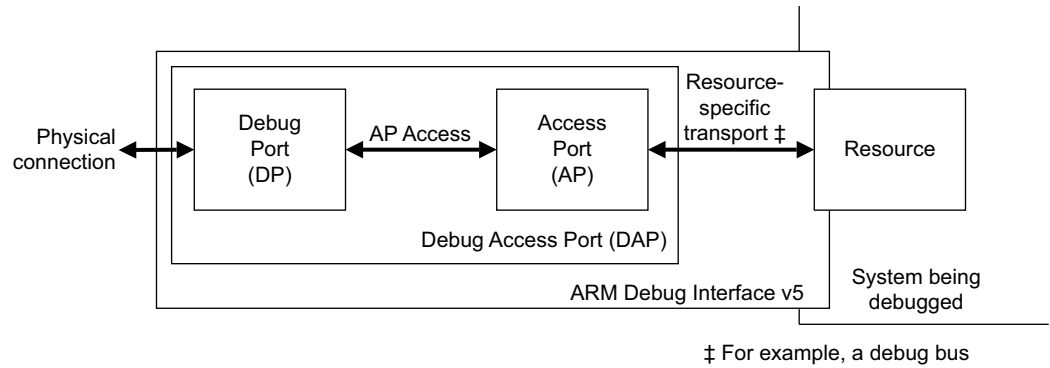 Physical
connection
Debug
Port
(DP)
AP Access
Access
Port
(AP)
Resource-
specific
transport ‡
Resource
Debug Access Port (DAP)
ARM Debug Interface v5
System being
debugged
‡ For example, a debug bus